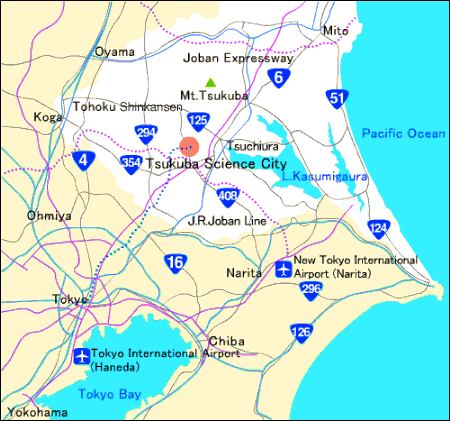 Mito
Oyama
Joban Expressway
6
51
Mt.Tsukuba
Tohoku Shinkansen
Koga
125
294
Pacific Ocean
Tsuchiura
4
354
Tsukuba Science City
L.Kasumigaura
408
Ohmiya
J.R.Joban Line
124
16
New Tokyo International
Airport (Narita)
Narita
296
Tokyo
126
Chiba
Tokyo International Airport
(Haneda)
Tokyo Bay
Yokohama